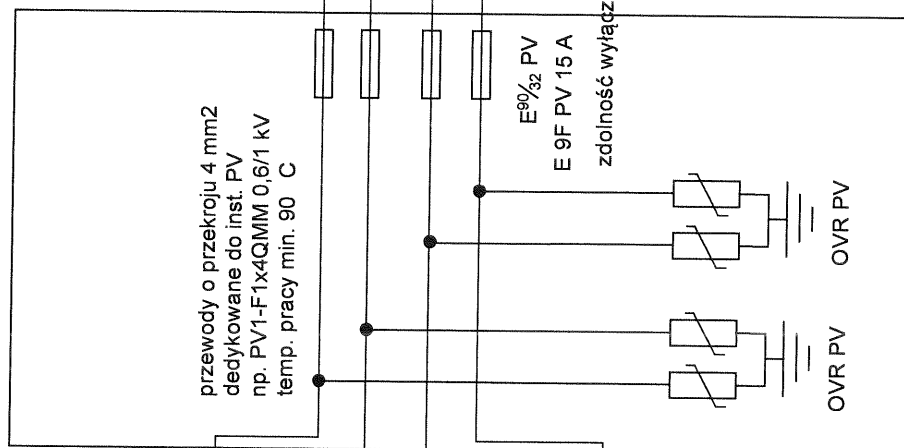 przewody o przekroju 4 mm2
dedykowane do inst. PV
np. PV1-F1x4QMM 0,6/1 kV
temp. pracy min. 90 C
E90/32 PV
E 9F PV 15 A
zdolność wyłącz
OVR PV
OVR PV